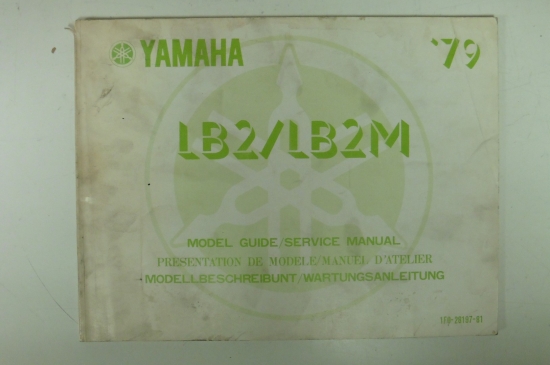 YAMAHA '79
LB2/LB2M
MODEL GUIDE/SERVICE MANUAL
PRESENTATION DE MODELE/MANUEL D'ATELIER
MODELLBESCHREIBUNT/WARTUNGSANLEITUNG